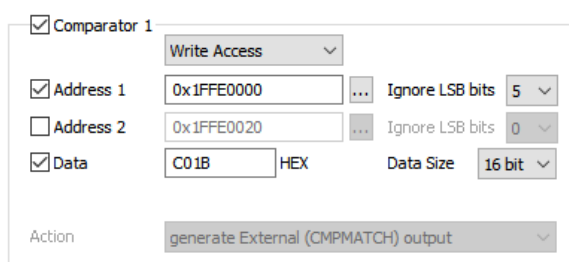 Comparator 1
Write Access
Address 1 0x1FFE0000 ... Ignore LSB bits 5
Address 2 0x1FFE0020 ... Ignore LSB bits 0
Data C01B HEX Data Size 16 bit
Action generate External (CMPMATCH) output